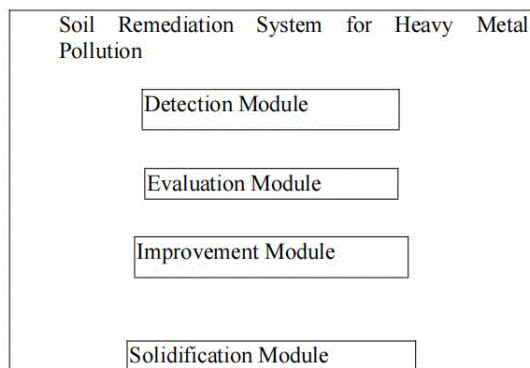 Soil Remediation System for Heavy Metal
Pollution
Detection Module
Evaluation Module
Improvement Module
Solidification Module